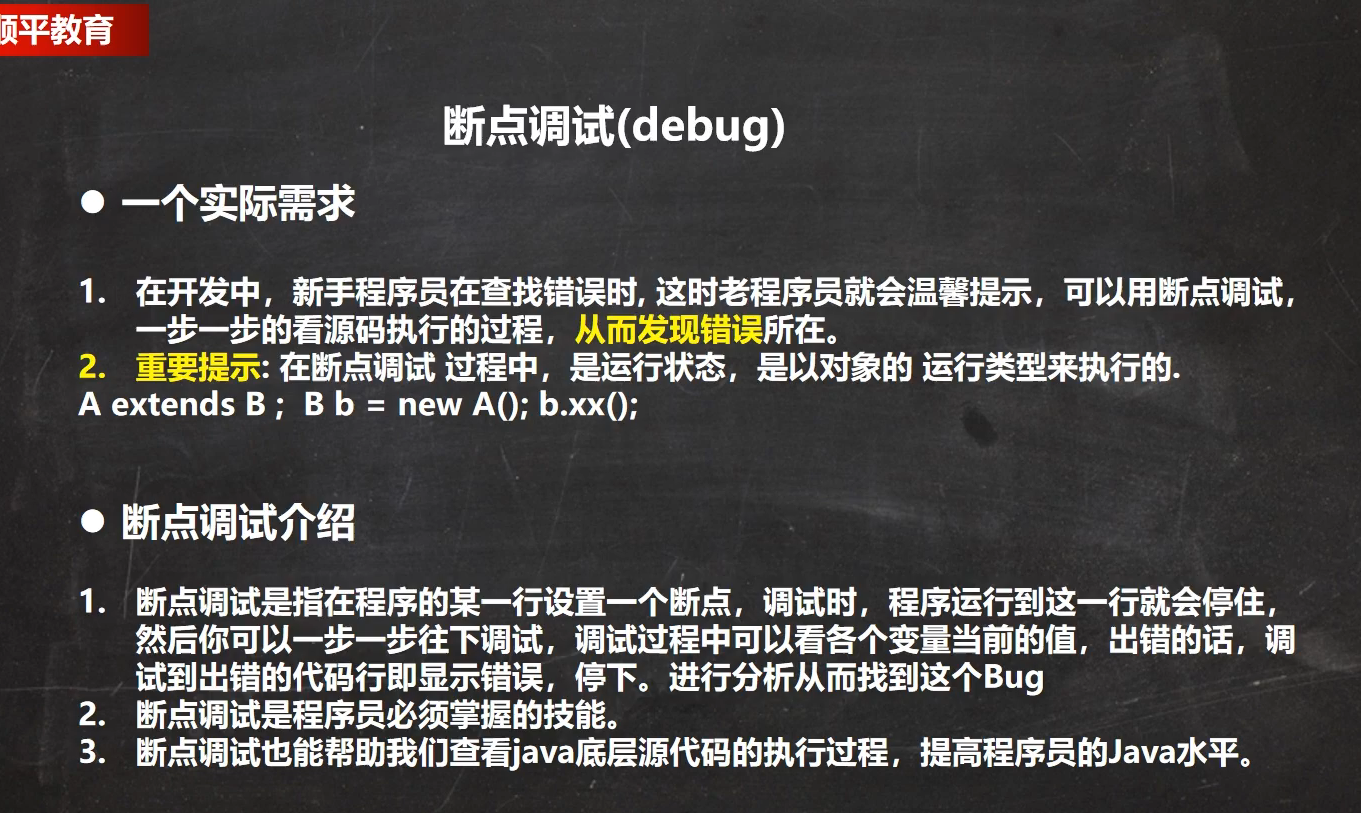 顺平教育
断点调试(debug)
● 一个实际需求
1. 在开发中，新手程序员在查找错误时, 这时老程序员就会温馨提示，可以用断点调试，
一步一步的看源码执行的过程，从而发现错误所在。
2. 重要提示: 在断点调试 过程中，是运行状态，是以对象的 运行类型来执行的.
A extends B ; B b = new A(); b.xx();
● 断点调试介绍
1. 断点调试是指在程序的某一行设置一个断点，调试时，程序运行到这一行就会停住，
然后你可以一步一步往下调试，调试过程中可以看各个变量当前的值，出错的话，调
试到出错的代码行即显示错误，停下。进行分析从而找到这个Bug
2. 断点调试是程序员必须掌握的技能。
3. 断点调试也能帮助我们查看java底层源代码的执行过程，提高程序员的Java水平。